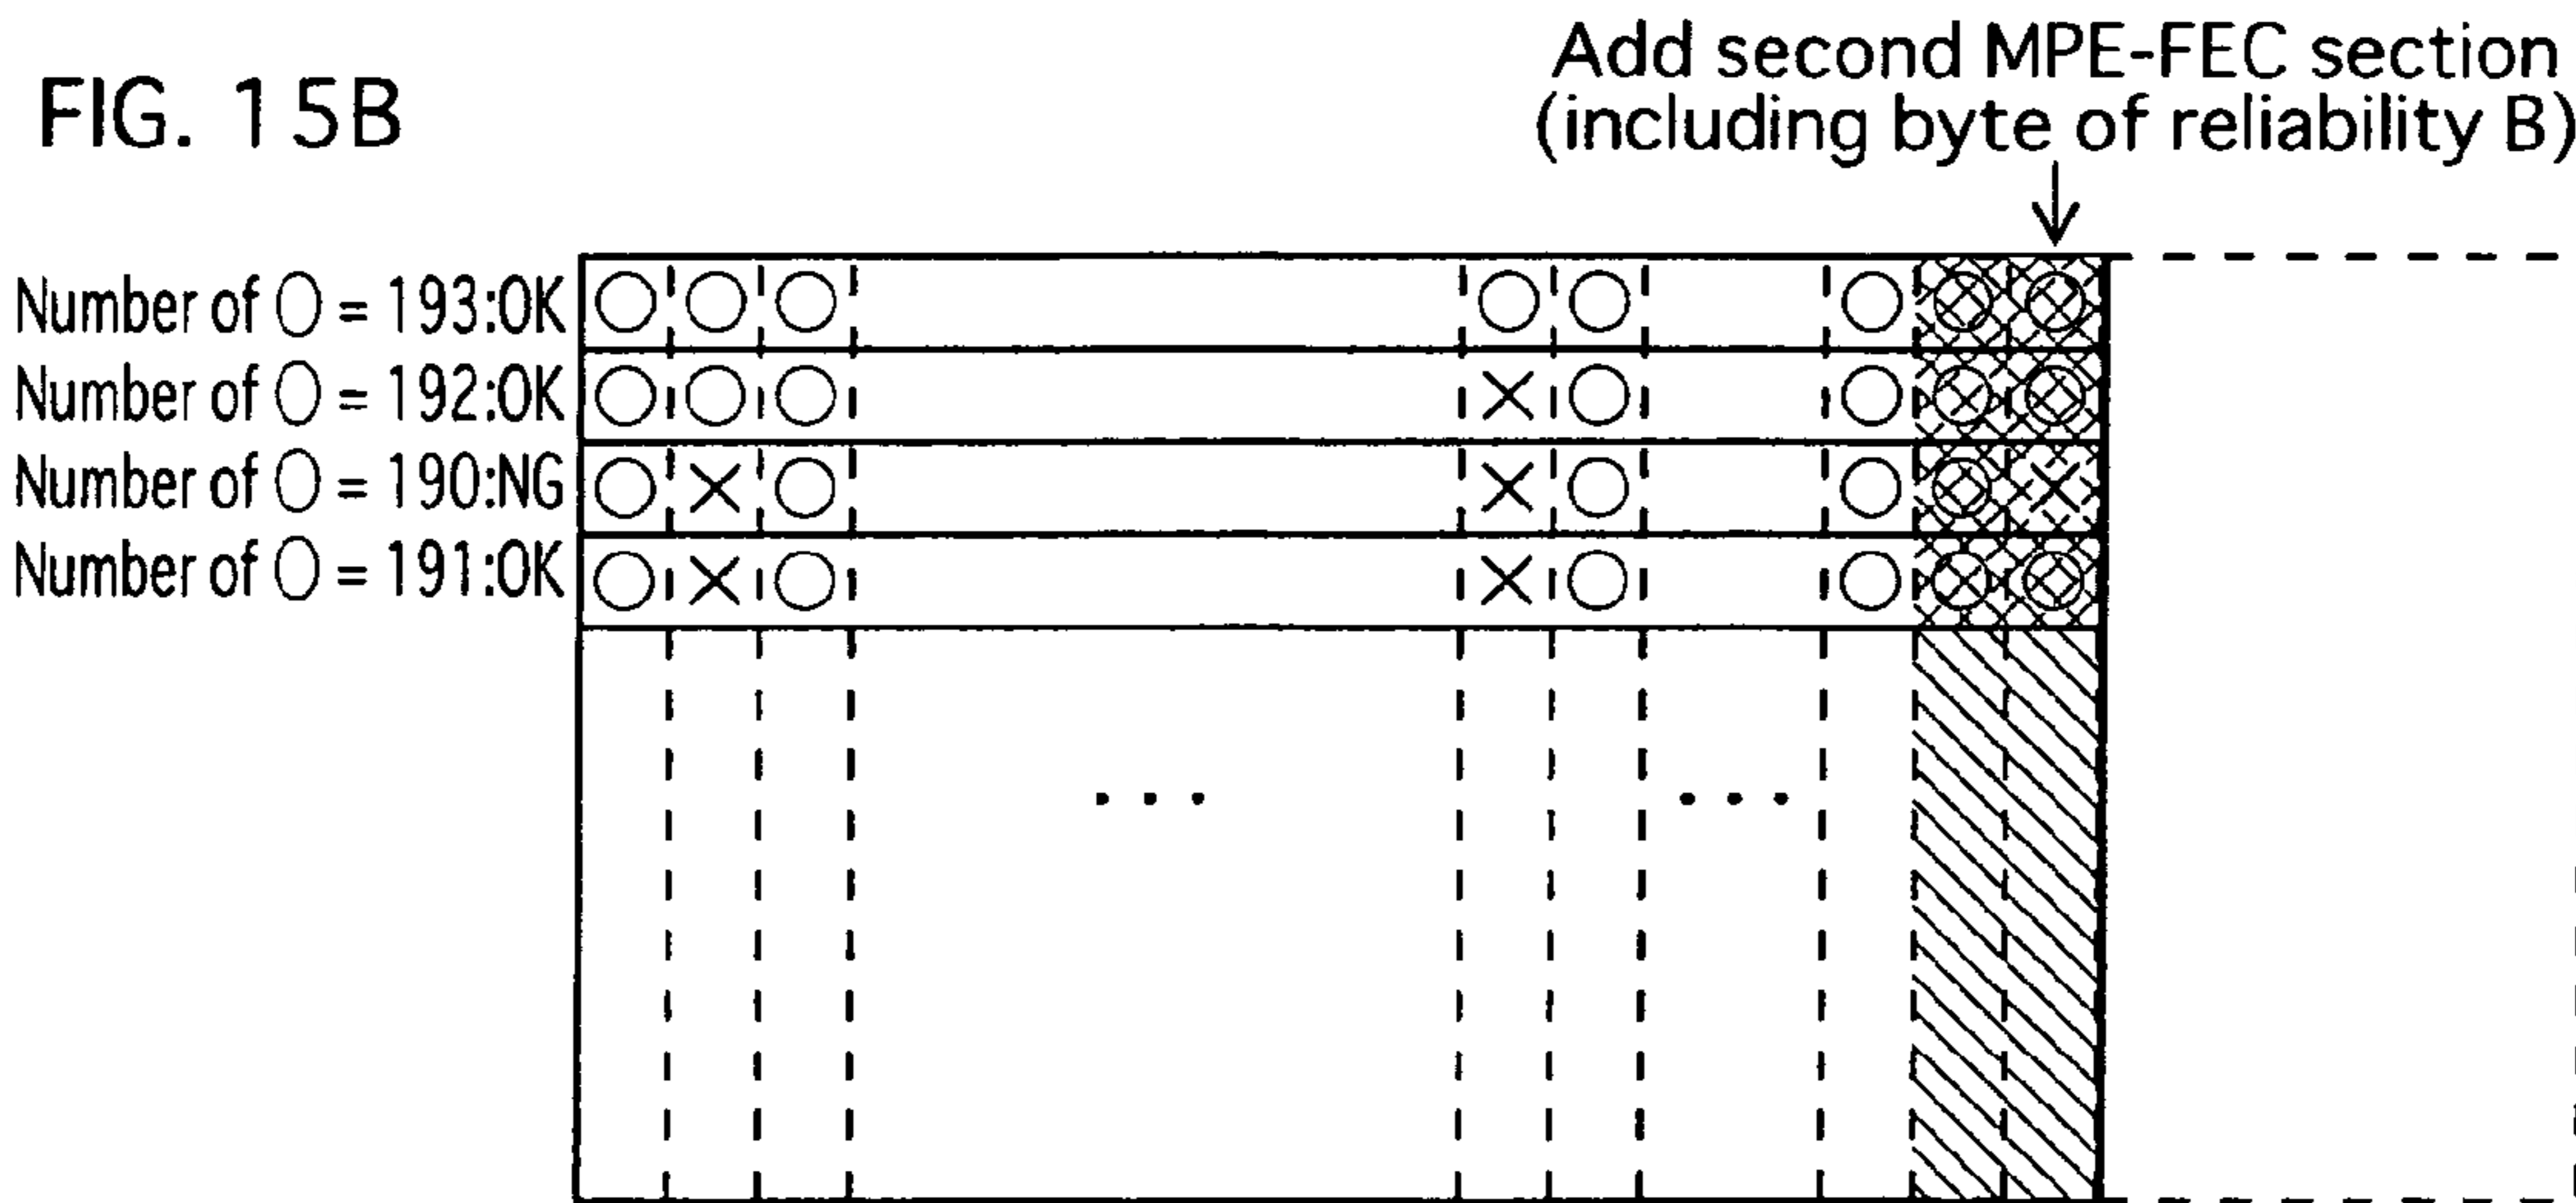 FIG. 15B
Add second MPE-FEC section
(including byte of reliability B)
Number of ○ = 193:OK
Number of ○ = 192:OK
Number of ○ = 190:NG
Number of ○ = 191:OK